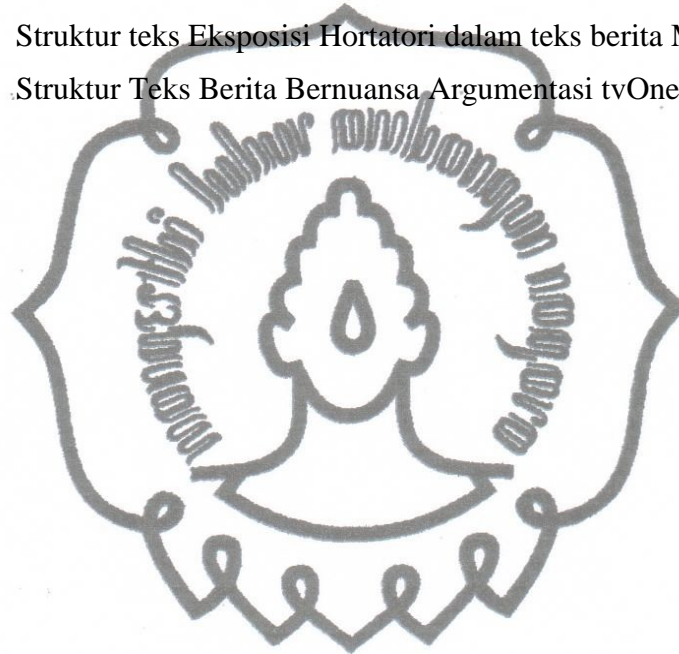 Struktur teks Eksposisi Hortatori dalam teks berita M
Struktur Teks Berita Bernuansa Argumentasi tvOne